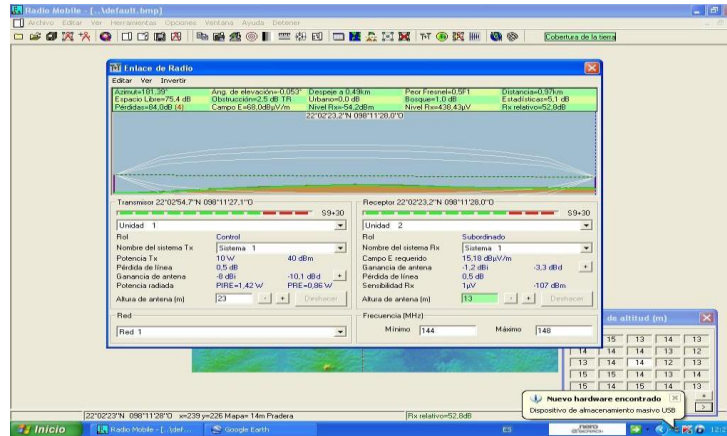 Radio Mobile - [..\default.bmp]
Archivo Editar Ver Herramientas Opciones Ventana Ayuda Detener
Cobertura de la tierra
Enlace de Radio
Editar Ver Invertir
Azimut=181,39° Ang. de elevación=-0,053° Despeje a 0,49km Peor Fresnel=0,5F1 Distancia=0,97km
Espacio Libre=75,4 dB Obstrucción=2,5 dB TR Urbano=0,0 dB Bosque=1,0 dB Estadísticas=5,1 dB
Pérdidas=84,0dB (4) Campo E=68,0dBµV/m Nivel Rx=-54,2dBm Nivel Rx=438,43µV Rx relativo=52,8dB
22°02'23,2"N 098°11'28,0"O
Transmisor 22°02'54,7"N 098°11'27,1"O
S9+30
Unidad 1
Rol Control
Nombre del sistema Tx Sistema 1
Potencia Tx 10 W 40 dBm
Pérdida de línea 0,5 dB
Ganancia de antena -8 dBi -10,1 dBd +
Potencia radiada PIRE=1,42 W PRE=0,86 W
Altura de antena (m) 23 - + Deshacer
Receptor 22°02'23,2"N 098°11'28,0"O
S9+30
Unidad 2
Rol Subordinado
Nombre del sistema Rx Sistema 1
Campo E requerido 15,18 dBµV/m
Ganancia de antena -1,2 dBi -3,3 dBd +
Pérdida de línea 0,5 dB
Sensibilidad Rx 1µV -107 dBm
Altura de antena (m) 13 - + Deshacer
Red
Red 1
Frecuencia (MHz)
Mínimo 144 Máximo 148
de altitud (m)
15 13 14 13
14 14 14 13 12
13 14 14 12 13
15 15 14 13 14
Nuevo hardware encontrado
Dispositivo de almacenamiento masivo USB
22°02'23"N 098°11'28"O x=239 y=226 Mapa= 14m Pradera
Rx relativo=52,8dB
Inicio
Radio Mobile - [..\def...
Google Earth
ES
nero